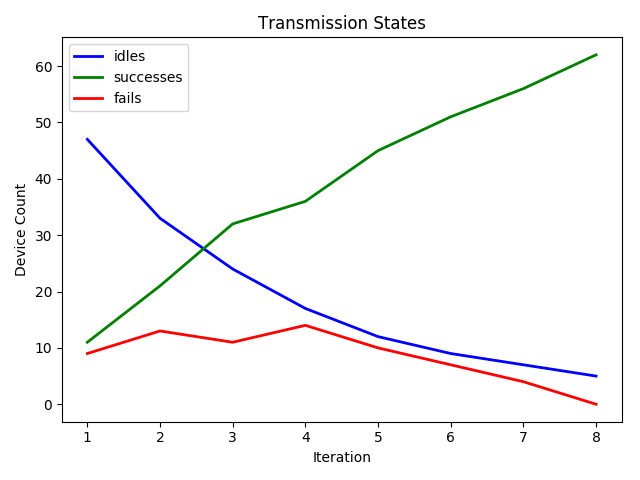 Transmission States
idles
successes
fails
Device Count
60
50
40
30
20
10
0
1 2 3 4 5 6 7 8
Iteration